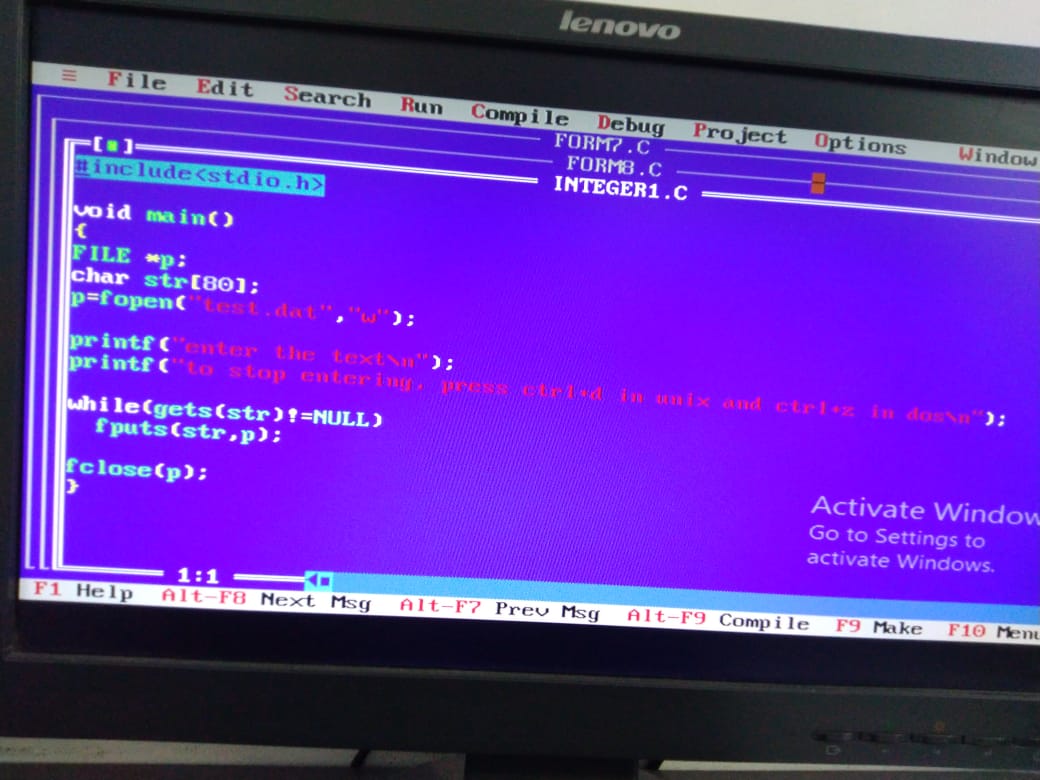 lenovo
≡ File Edit Search Run Compile Debug Project Options Window
FORM7.C
FORM8.C
[■] INTEGER1.C
#include<stdio.h>
void main()
{
FILE *p;
char str[80];
p=fopen("test.dat","w");
printf("enter the text\n");
printf("to stop entering, press ctrl+d in unix and ctrl+z in dos\n");
while(gets(str)!=NULL)
fputs(str,p);
fclose(p);
}
Activate Window
Go to Settings to
activate Windows.
1:1
F1 Help Alt-F8 Next Msg Alt-F7 Prev Msg Alt-F9 Compile F9 Make F10 Menu